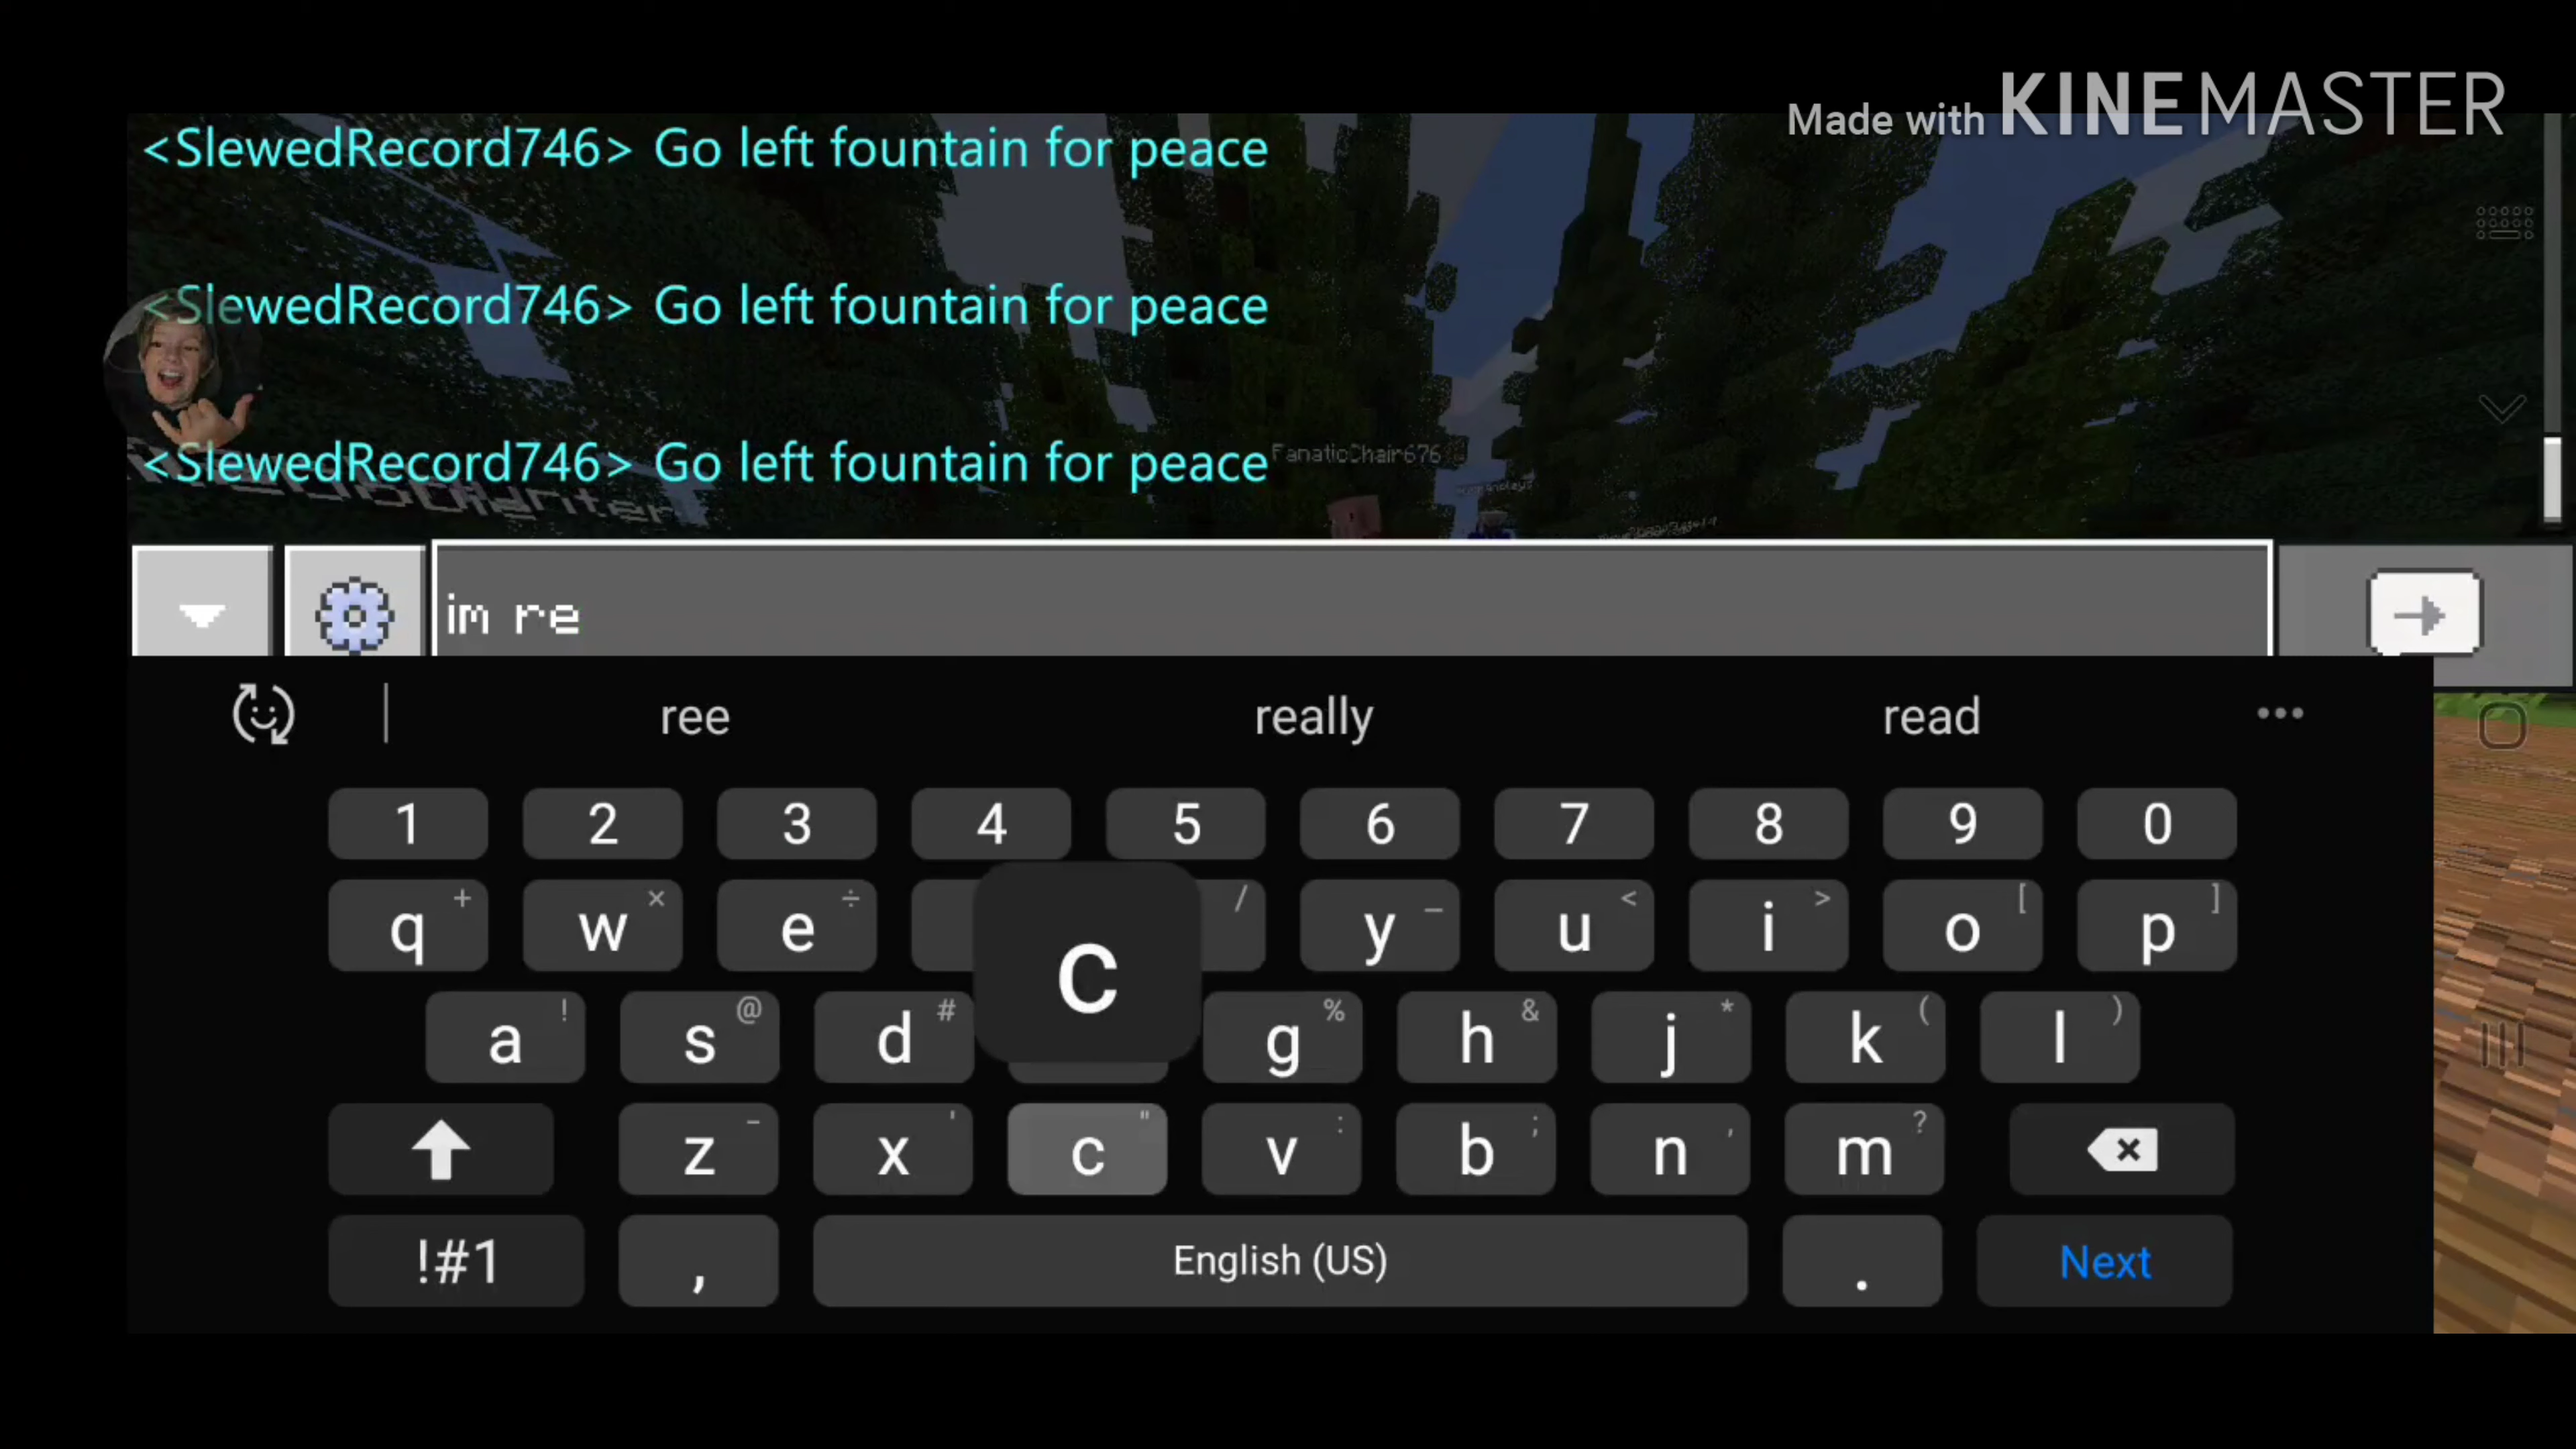 Made with KINEMASTER
<SlewedRecord746> Go left fountain for peace
<SlewedRecord746> Go left fountain for peace
<SlewedRecord746> Go left fountain for peace
FanaticChair676
im re
ree really read
1 2 3 4 5 6 7 8 9 0
q + w × e ÷ / y _ u < i > o [ p ]
c
a ! s @ d # g % h & j * k ( l )
z - x ' c " v : b ; n , m ?
!#1 , English (US) . Next